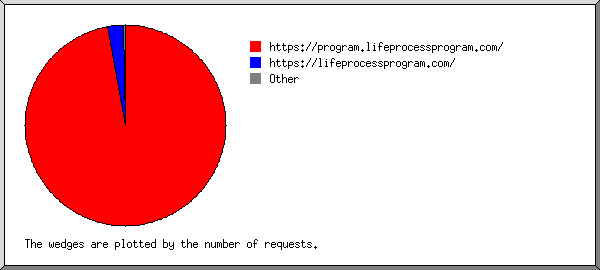 https://program.lifeprocessprogram.com/
https://lifeprocessprogram.com/
Other
The wedges are plotted by the number of requests.